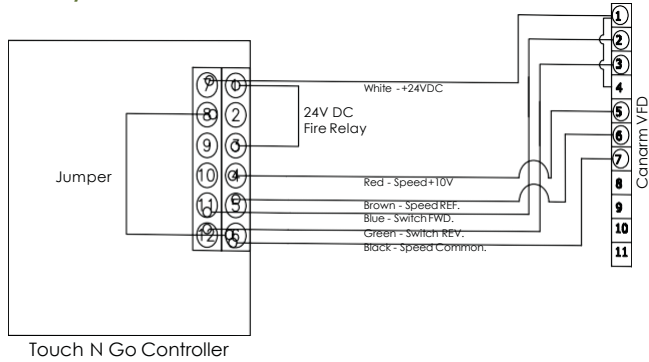 7
8
9
10
11
12
1
2
3
4
5
6
Jumper
24V DC
Fire Relay
White - +24VDC
Red - Speed+10V
Brown - Speed REF.
Blue - Switch FWD.
Green - Switch REV.
Black - Speed Common.
1
2
3
4
5
6
7
8
9
10
11
Canarm VFD
Touch N Go Controller